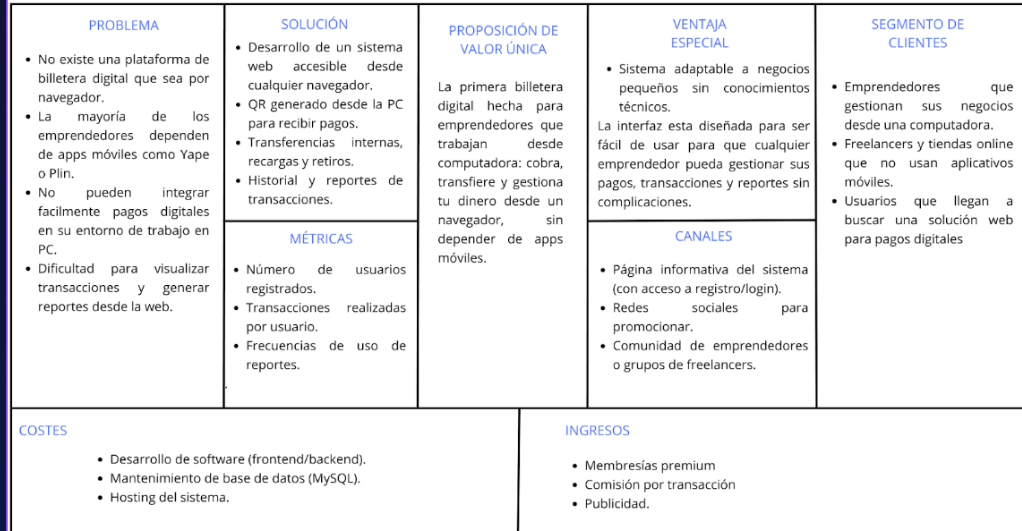 PROBLEMA
No existe una plataforma de
billetera digital que sea por
navegador.
La mayoría de los
emprendedores dependen
de apps móviles como Yape
o Plin.
No pueden integrar
facilmente pagos digitales
en su entorno de trabajo en
PC.
Dificultad para visualizar
transacciones y generar
reportes desde la web.
SOLUCIÓN
Desarrollo de un sistema
web accesible desde
cualquier navegador.
QR generado desde la PC
para recibir pagos.
Transferencias internas,
recargas y retiros.
Historial y reportes de
transacciones.
MÉTRICAS
Número de usuarios
registrados.
Transacciones realizadas
por usuario.
Frecuencias de uso de
reportes.
.
PROPOSICIÓN DE
VALOR ÚNICA
La primera billetera
digital hecha para
emprendedores que
trabajan desde
computadora: cobra,
transfiere y gestiona
tu dinero desde un
navegador, sin
depender de apps
móviles.
VENTAJA
ESPECIAL
Sistema adaptable a negocios
pequeños sin conocimientos
técnicos.
La interfaz esta diseñada para ser
fácil de usar para que cualquier
emprendedor pueda gestionar sus
pagos, transacciones y reportes sin
complicaciones.
CANALES
Página informativa del sistema
(con acceso a registro/login).
Redes sociales para
promocionar.
Comunidad de emprendedores
o grupos de freelancers.
SEGMENTO DE
CLIENTES
Emprendedores que
gestionan sus negocios
desde una computadora.
Freelancers y tiendas online
que no usan aplicativos
móviles.
Usuarios que llegan a
buscar una solución web
para pagos digitales
COSTES
Desarrollo de software (frontend/backend).
Mantenimiento de base de datos (MySQL).
Hosting del sistema.
INGRESOS
Membresías premium
Comisión por transacción
Publicidad.